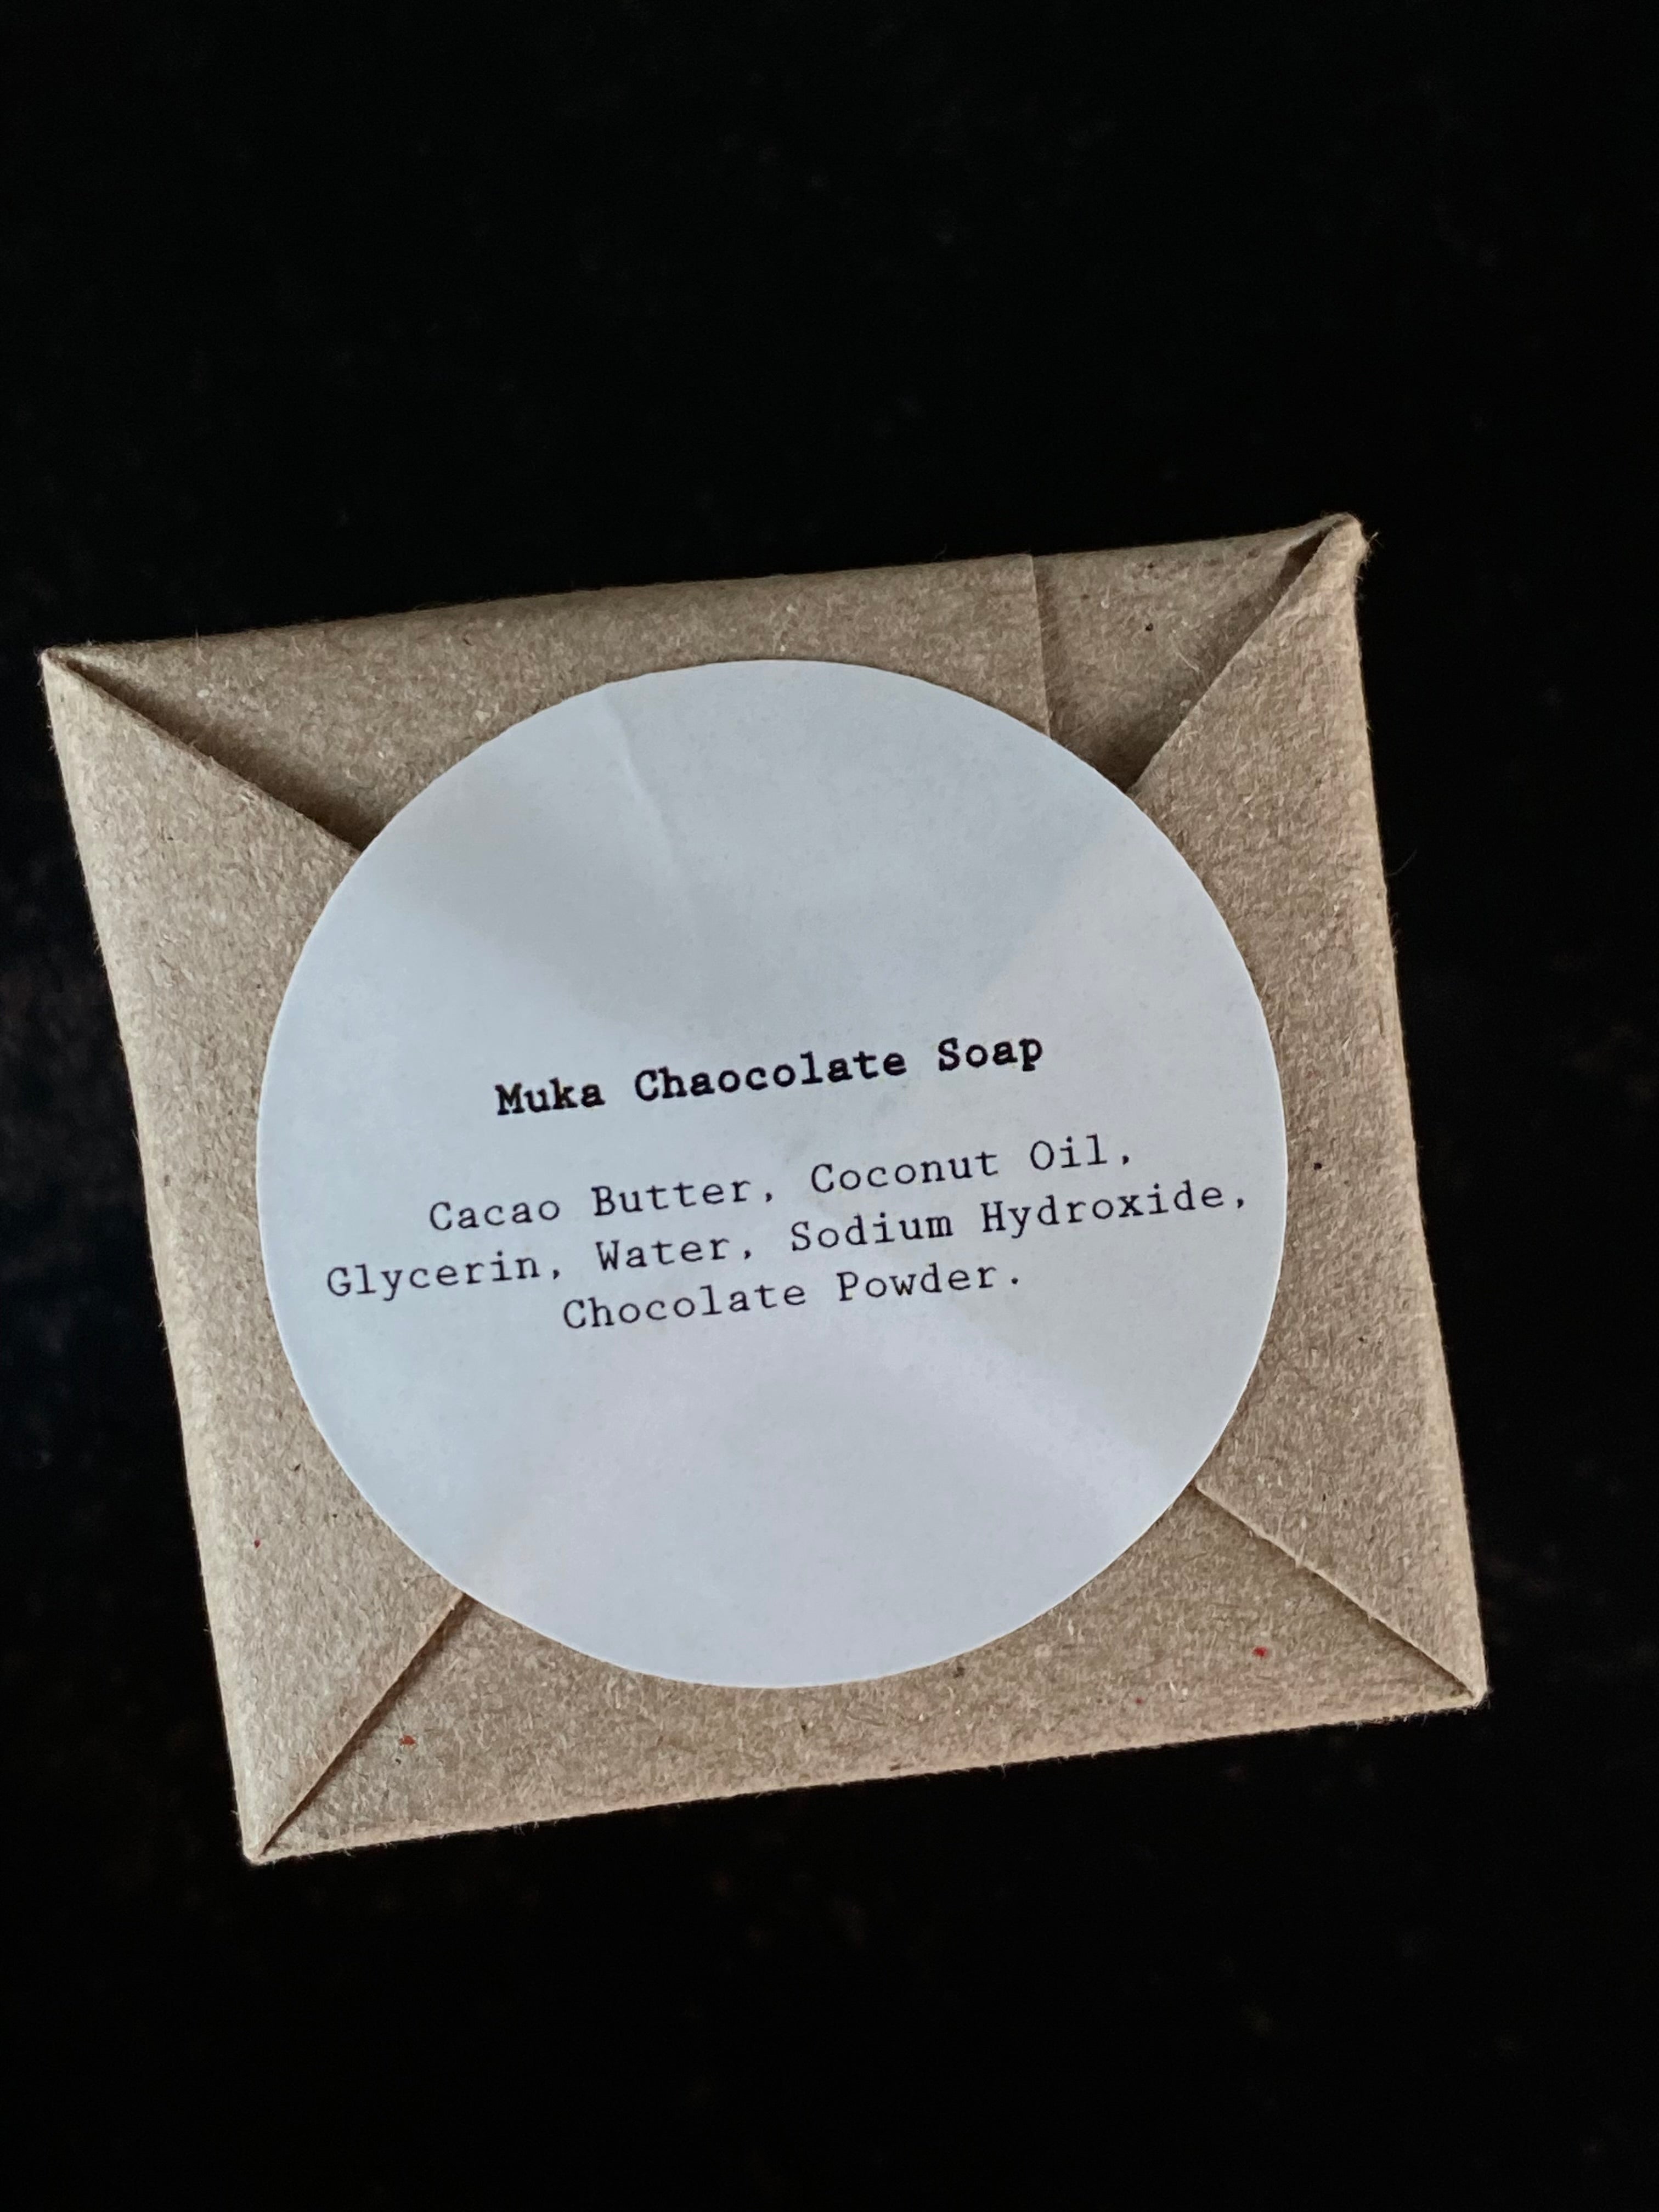 Muka Chaocolate Soap
Cacao Butter, Coconut Oil,
Glycerin, Water, Sodium Hydroxide,
Chocolate Powder.